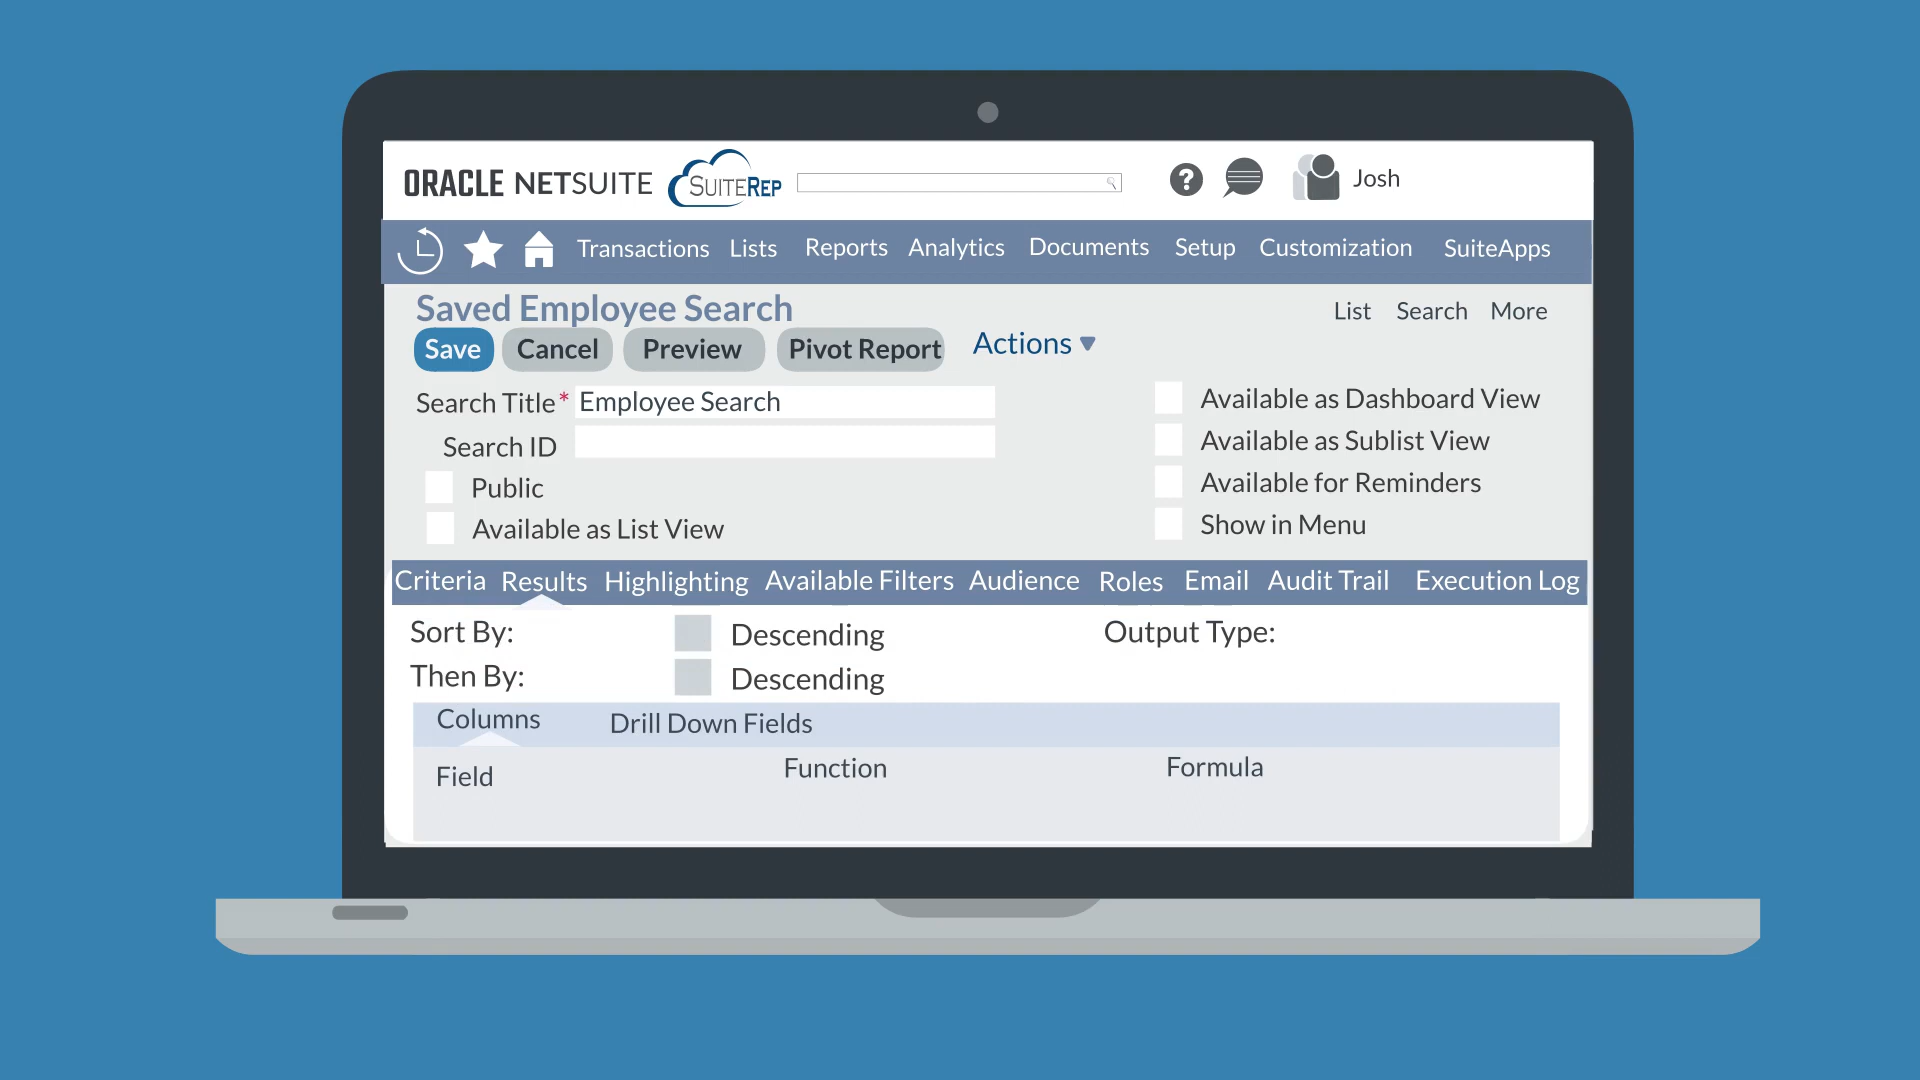 ORACLE NETSUITE SUITEREP Josh
Transactions Lists Reports Analytics Documents Setup Customization SuiteApps
Saved Employee Search List Search More
Save Cancel Preview Pivot Report Actions
Search Title* Employee Search
Search ID
Public
Available as List View
Available as Dashboard View
Available as Sublist View
Available for Reminders
Show in Menu
Criteria Results Highlighting Available Filters Audience Roles Email Audit Trail Execution Log
Sort By: Descending Output Type:
Then By: Descending
Columns Drill Down Fields
Field Function Formula